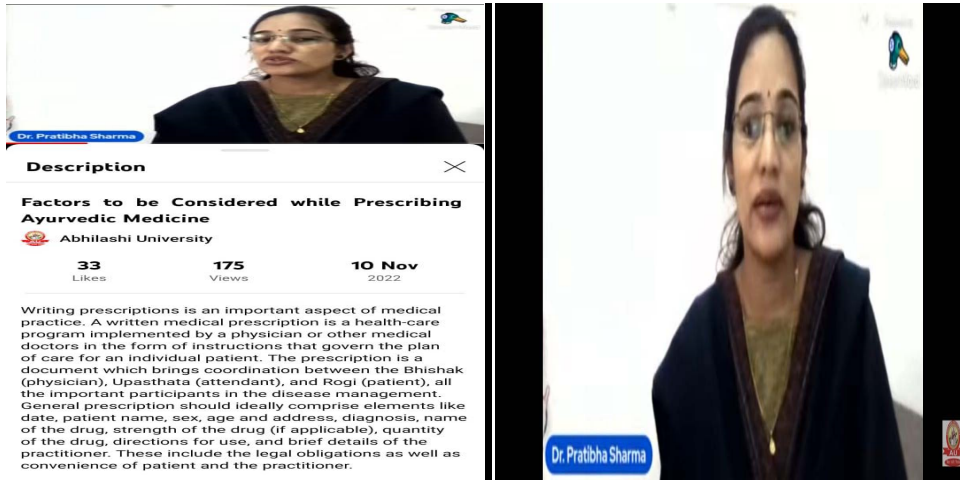 Dr. Pratibha Sharma
Description
Factors to be Considered while Prescribing
Ayurvedic Medicine
Abhilashi University
33
Likes
175
Views
10 Nov
2022
Writing prescriptions is an important aspect of medical
practice. A written medical prescription is a health-care
program implemented by a physician or other medical
doctors in the form of instructions that govern the plan
of care for an individual patient. The prescription is a
document which brings coordination between the Bhishak
(physician), Upasthata (attendant), and Rogi (patient), all
the important participants in the disease management.
General prescription should ideally comprise elements like
date, patient name, sex, age and address, diagnosis, name
of the drug, strength of the drug (if applicable), quantity
of the drug, directions for use, and brief details of the
practitioner. These include the legal obligations as well as
convenience of patient and the practitioner.
Dr. Pratibha Sharma